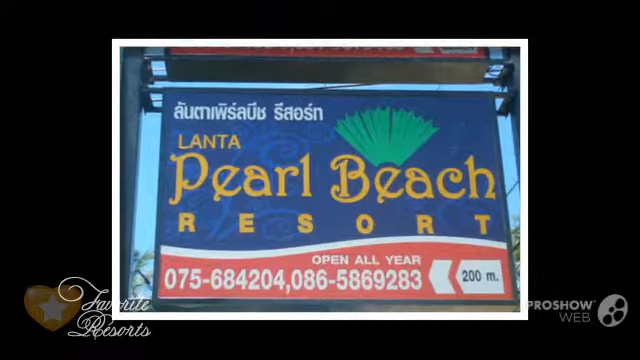 ลันตาเพิร์ลบีช รีสอร์ท
LANTA
Pearl Beach
RESORT
OPEN ALL YEAR
075-684204,086-5869283
200 m.
Favorite
Resorts
PROSHOW
WEB